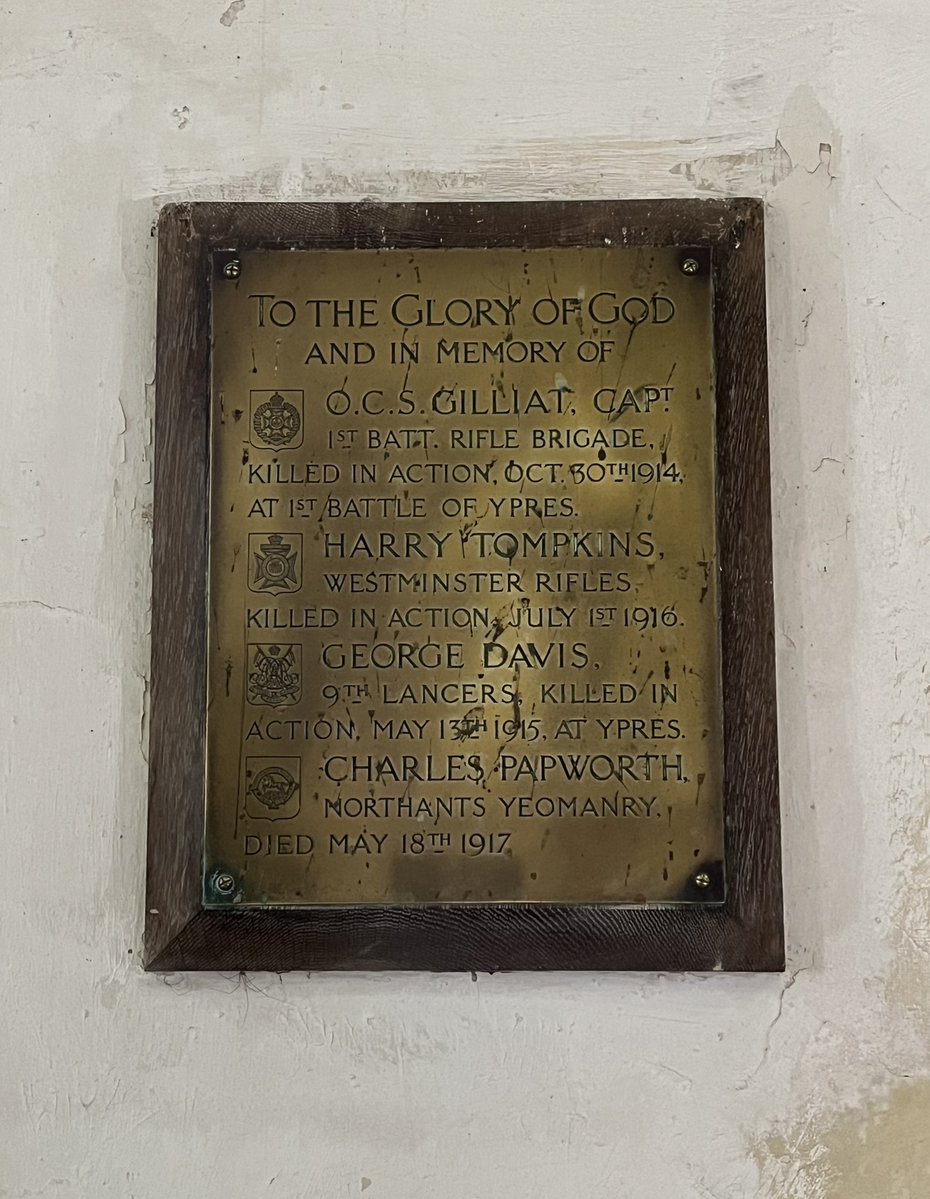 TO THE GLORY OF GOD
AND IN MEMORY OF
O.C.S. GILLIAT, CAPT.
1ST BATT. RIFLE BRIGADE,
KILLED IN ACTION, OCT. 30TH 1914,
AT 1ST BATTLE OF YPRES.
HARRY TOMPKINS,
WESTMINSTER RIFLES,
KILLED IN ACTION, JULY 1ST 1916.
GEORGE DAVIS,
9TH LANCERS, KILLED IN
ACTION, MAY 13TH 1915, AT YPRES.
CHARLES PAPWORTH,
NORTHANTS YEOMANRY,
DIED MAY 18TH 1917